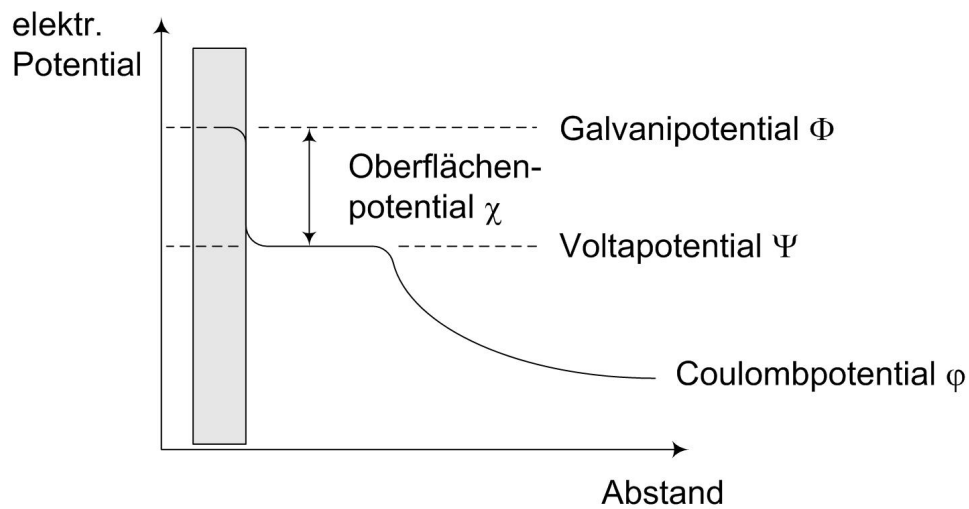 elektr.
Potential
Galvanipotential Φ
Oberflächen-
potential χ
Voltapotential Ψ
Coulombpotential φ
Abstand